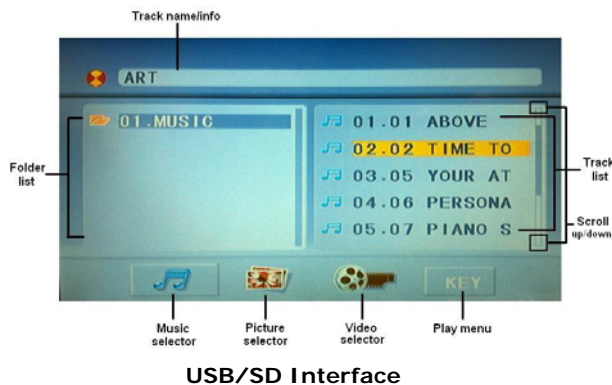 Track name/info
ART
01.MUSIC
01.01 ABOVE
02.02 TIME TO
03.05 YOUR AT
04.06 PERSONA
05.07 PIANO S
Folder
list
Track
list
Scroll
up/down
KEY
Music
selector
Picture
selector
Video
selector
Play menu
USB/SD Interface